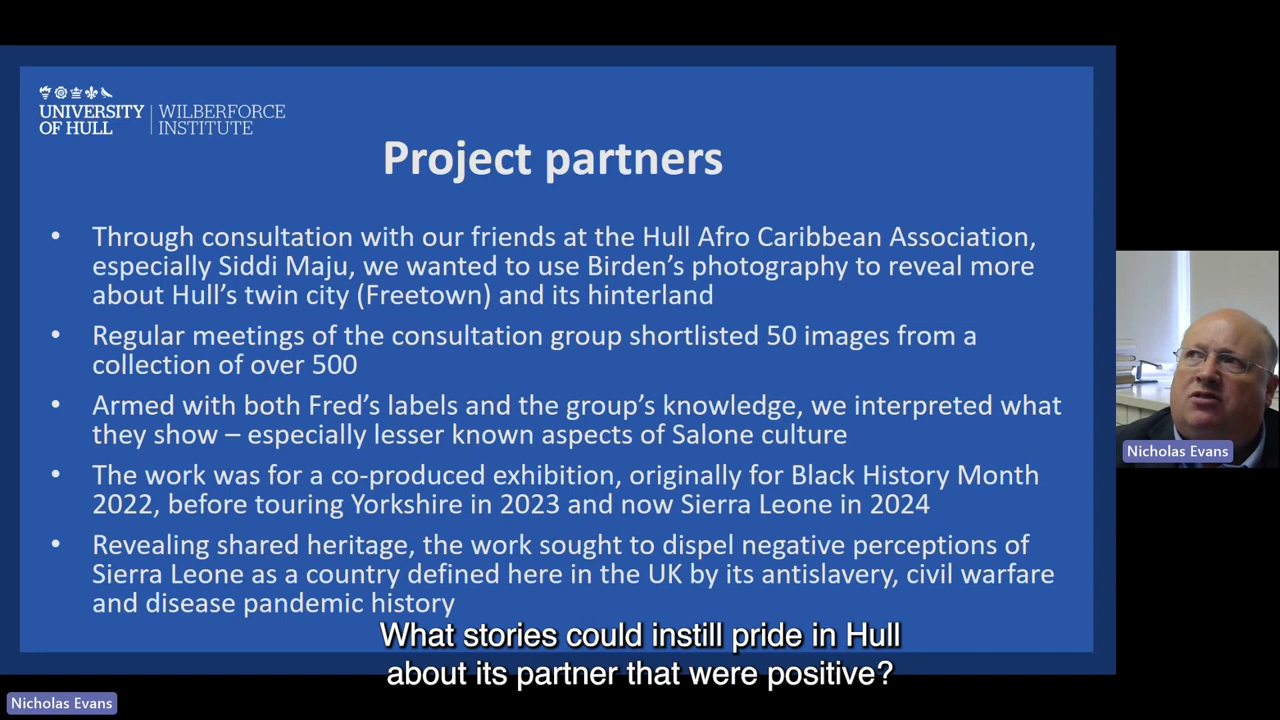 UNIVERSITY OF HULL
WILBERFORCE INSTITUTE
Project partners
• Through consultation with our friends at the Hull Afro Caribbean Association,
especially Siddi Maju, we wanted to use Birden’s photography to reveal more
about Hull’s twin city (Freetown) and its hinterland
• Regular meetings of the consultation group shortlisted 50 images from a
collection of over 500
• Armed with both Fred’s labels and the group’s knowledge, we interpreted what
they show – especially lesser known aspects of Salone culture
• The work was for a co-produced exhibition, originally for Black History Month
2022, before touring Yorkshire in 2023 and now Sierra Leone in 2024
• Revealing shared heritage, the work sought to dispel negative perceptions of
Sierra Leone as a country defined here in the UK by its antislavery, civil warfare
and disease pandemic history
Nicholas Evans
What stories could instill pride in Hull
about its partner that were positive?
Nicholas Evans